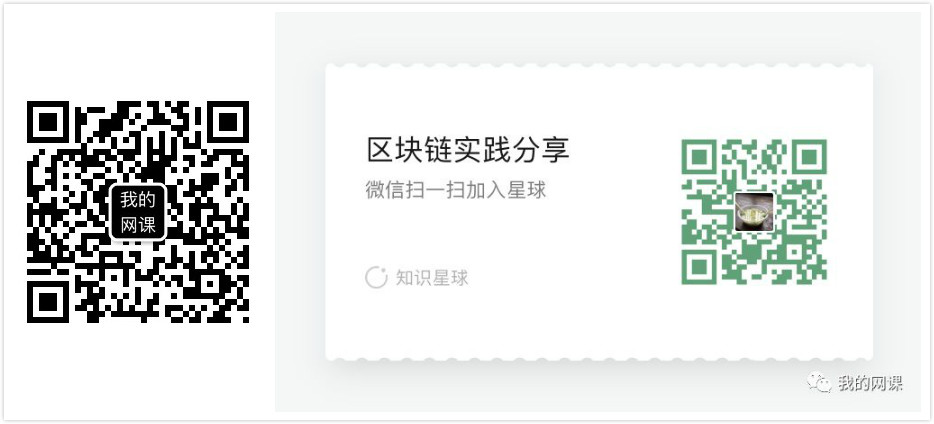 我的
网课
区块链实践分享
微信扫一扫加入星球
知识星球
我的网课